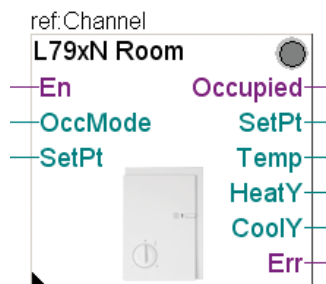 ref:Channel
L79xN Room
En
Occupied
OccMode
SetPt
SetPt
Temp
HeatY
CoolY
Err